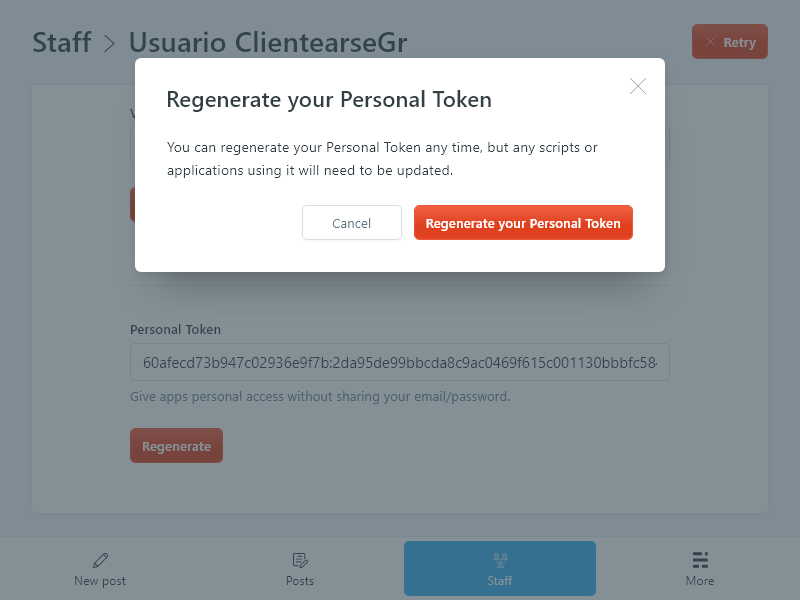 Staff > Usuario ClientearseGr
Retry
Regenerate your Personal Token
You can regenerate your Personal Token any time, but any scripts or
applications using it will need to be updated.
Cancel
Regenerate your Personal Token
Personal Token
60afecd73b947c02936e9f7b:2da95de99bbcda8c9ac0469f615c001130bbbfc58
Give apps personal access without sharing your email/password.
Regenerate
New post
Posts
Staff
More